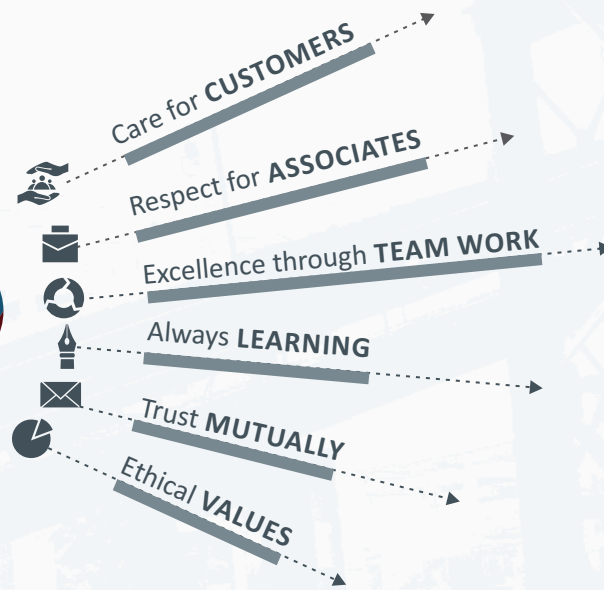 Care for CUSTOMERS
Respect for ASSOCIATES
Excellence through TEAM WORK
Always LEARNING
Trust MUTUALLY
Ethical VALUES